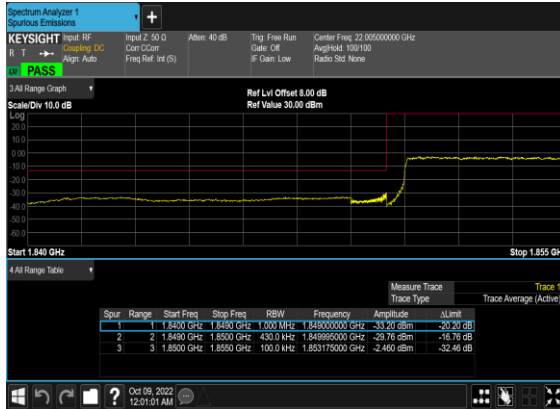 Spectrum Analyzer 1
Spurious Emissions
KEYSIGHT
R T
LVI PASS
Input: RF
Coupling: DC
Align: Auto
Input Z: 50 Ω
Corr CCorr
Freq Ref: Int (S)
Atten: 40 dB
Trig: Free Run
Gate: Off
IF Gain: Low
Center Freq: 22.005000000 GHz
Avg|Hold: 100/100
Radio Std: None
3 All Range Graph
Scale/Div 10.0 dB
Ref Lvl Offset 8.00 dB
Ref Value 30.00 dBm
Log
20.0
10.0
0.00
-10.0
-20.0
-30.0
-40.0
-50.0
-60.0
Start 1.840 GHz
Stop 1.855 GH
4 All Range Table
Measure Trace Trace 1
Trace Type Trace Average (Active)
Spur Range Start Freq Stop Freq RBW Frequency Amplitude ΔLimit
1 1 1.8400 GHz 1.8490 GHz 1.000 MHz 1.849000000 GHz -33.20 dBm -20.20 dB
2 2 1.8490 GHz 1.8500 GHz 430.0 kHz 1.849995000 GHz -29.76 dBm -16.76 dB
3 3 1.8500 GHz 1.8550 GHz 100.0 kHz 1.853175000 GHz -2.460 dBm -32.46 dB
?
Oct 09, 2022
12:01:01 AM